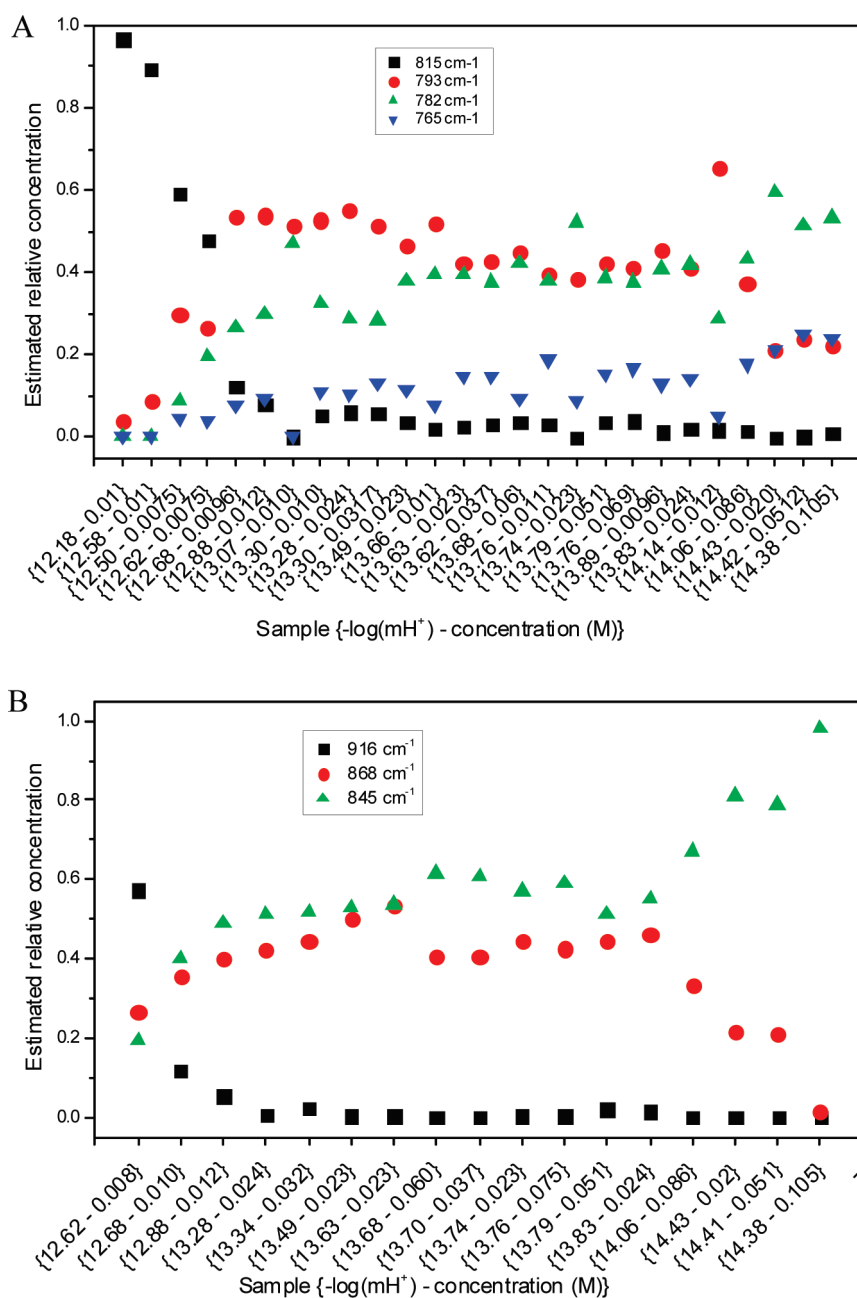 A
1.0
0.8
0.6
0.4
0.2
0.0
Estimated relative concentration
815 cm-1
793 cm-1
782 cm-1
765 cm-1
{12.18 - 0.01}
{12.58 - 0.01}
{12.50 - 0.0075}
{12.62 - 0.0075}
{12.68 - 0.0096}
{12.88 - 0.012}
{13.07 - 0.010}
{13.30 - 0.010}
{13.28 - 0.024}
{13.30 - 0.0317}
{13.49 - 0.023}
{13.66 - 0.01}
{13.63 - 0.023}
{13.62 - 0.037}
{13.68 - 0.06}
{13.76 - 0.011}
{13.74 - 0.023}
{13.79 - 0.051}
{13.76 - 0.069}
{13.89 - 0.0096}
{13.83 - 0.024}
{14.14 - 0.012}
{14.06 - 0.086}
{14.43 - 0.020}
{14.42 - 0.0512}
{14.38 - 0.105}
Sample {-log(mH⁺) - concentration (M)}
B
1.0
0.8
0.6
0.4
0.2
0.0
Estimated relative concentration
916 cm⁻¹
868 cm⁻¹
845 cm⁻¹
{12.62 - 0.008}
{12.68 - 0.010}
{12.88 - 0.012}
{13.28 - 0.024}
{13.34 - 0.032}
{13.49 - 0.023}
{13.63 - 0.023}
{13.68 - 0.060}
{13.70 - 0.037}
{13.74 - 0.023}
{13.76 - 0.075}
{13.79 - 0.051}
{13.83 - 0.024}
{14.06 - 0.086}
{14.43 - 0.02}
{14.41 - 0.051}
{14.38 - 0.105}
Sample {-log(mH⁺) - concentration (M)}